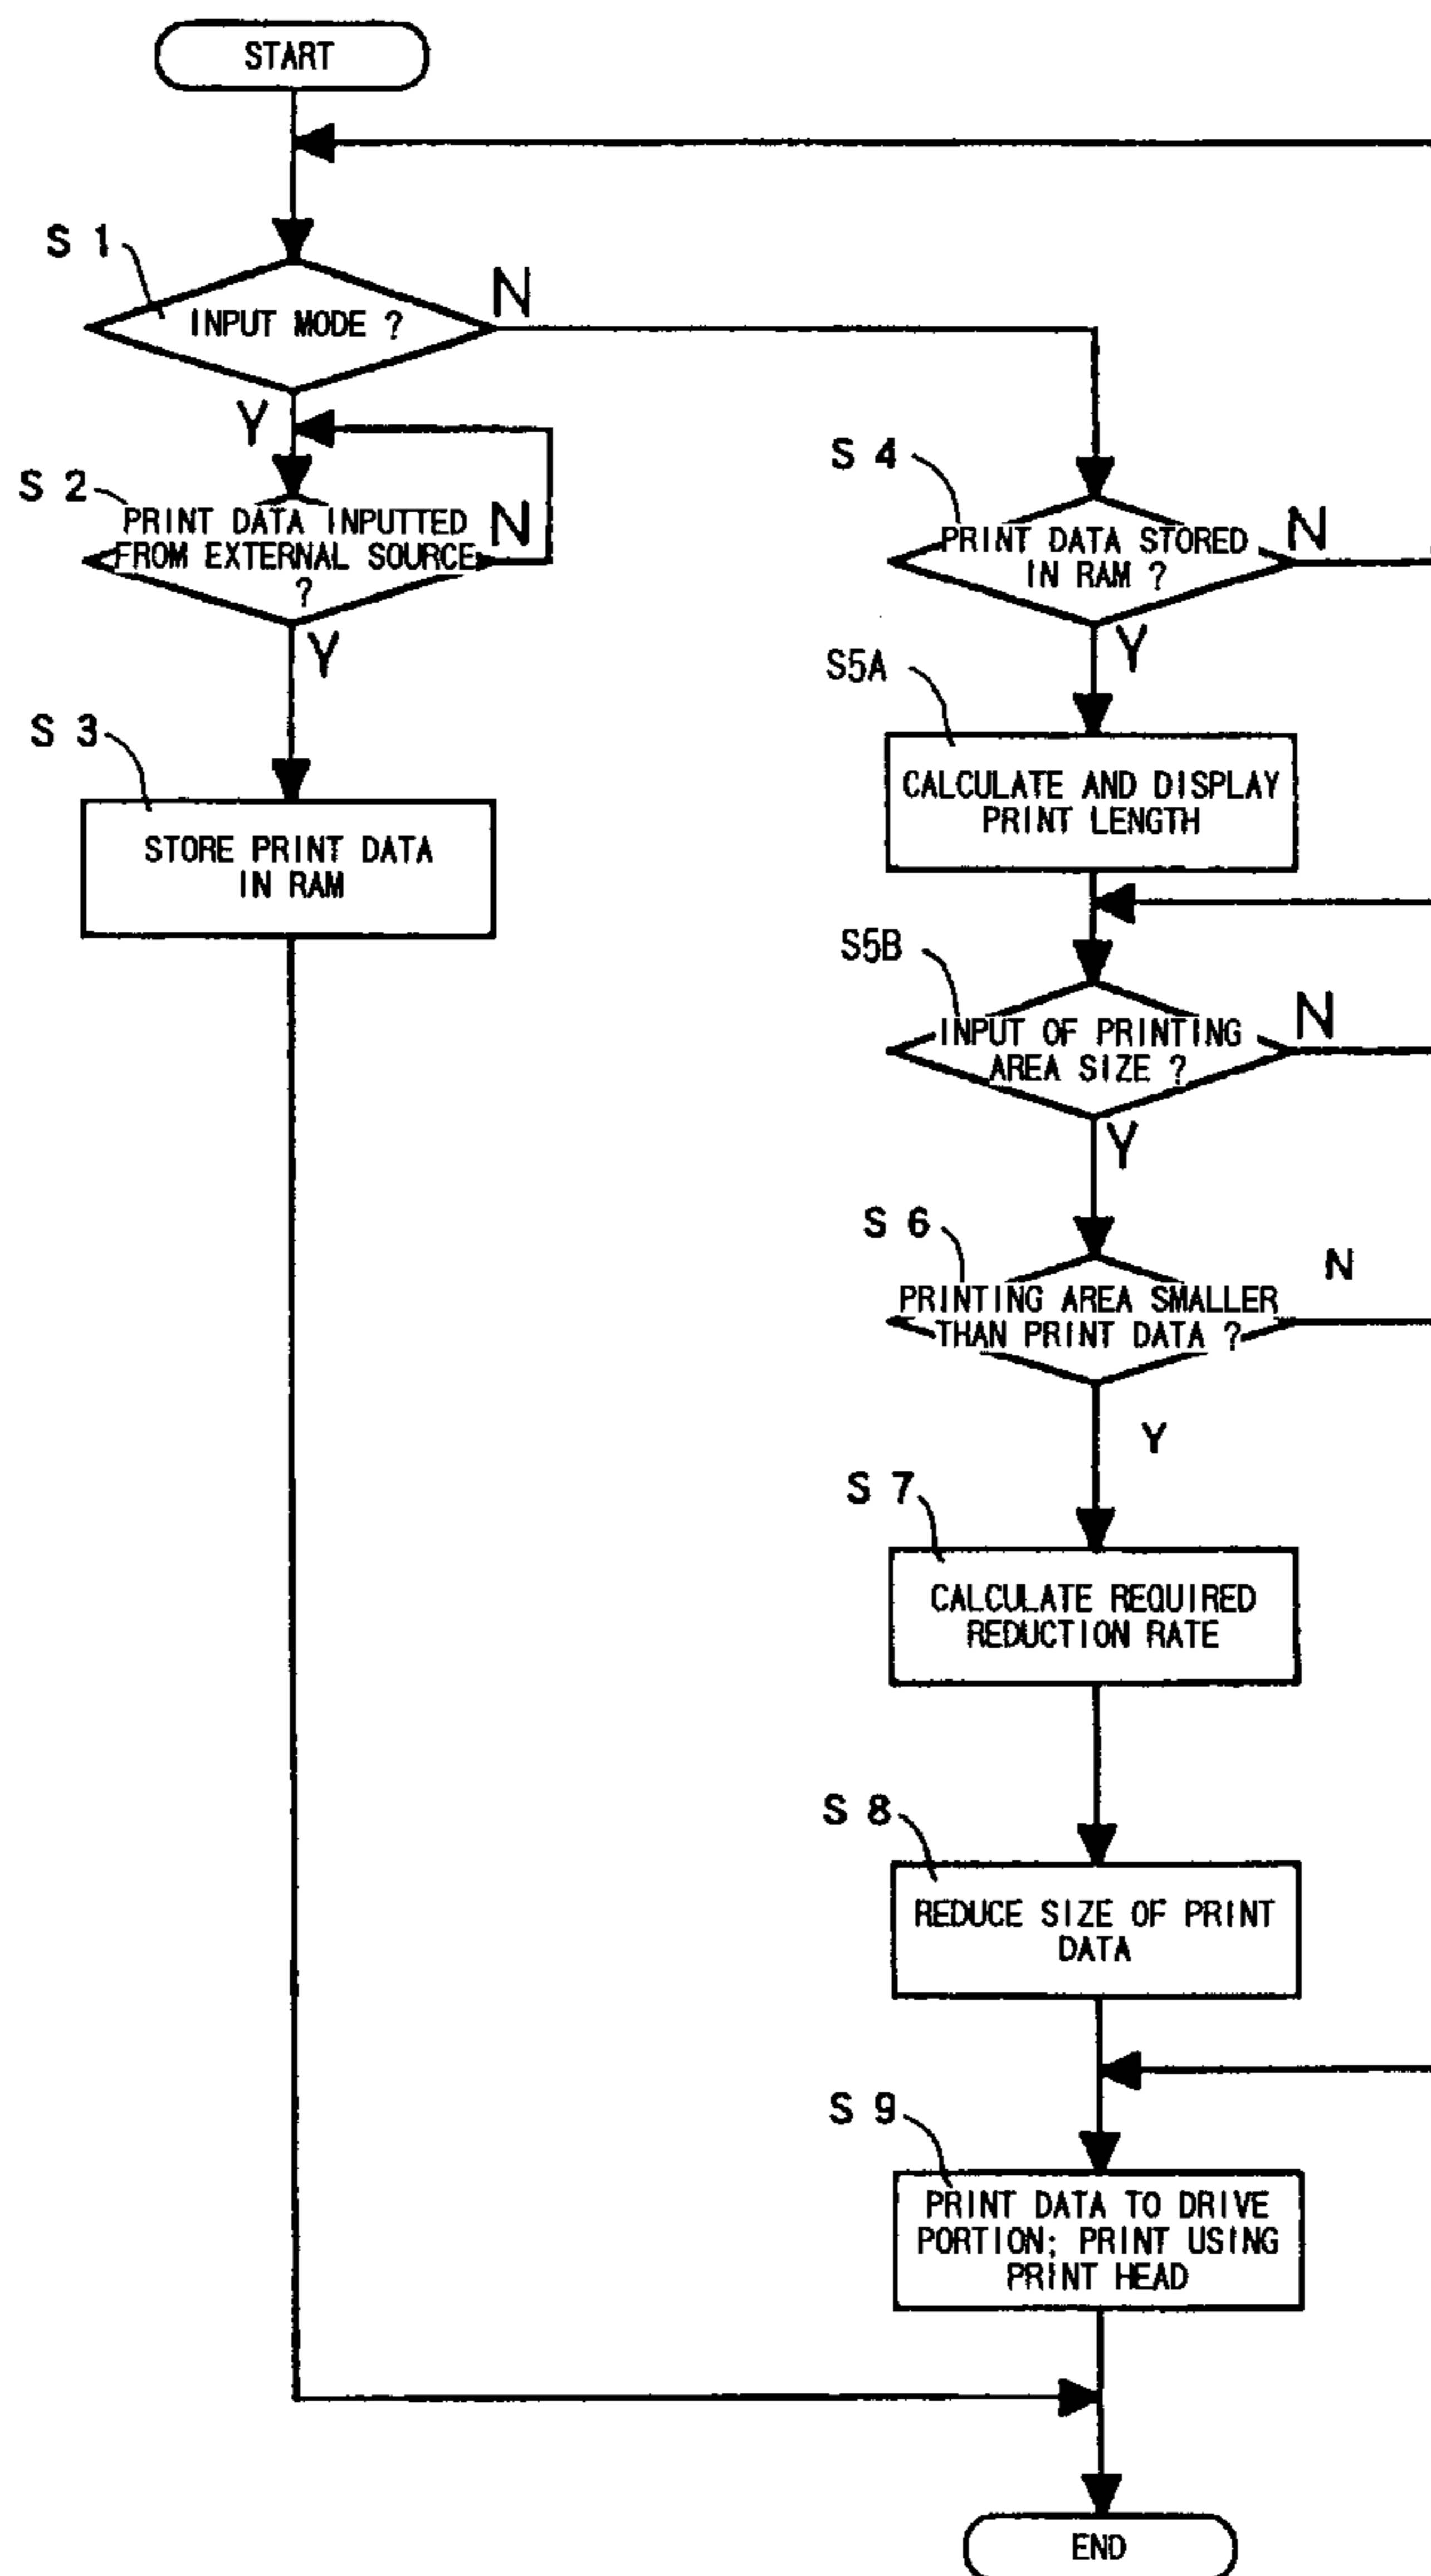 START
S 1
INPUT MODE ?
N
Y
S 2
PRINT DATA INPUTTED
FROM EXTERNAL SOURCE
?
N
Y
S 3
STORE PRINT DATA
IN RAM
S 4
PRINT DATA STORED
IN RAM ?
N
Y
S5A
CALCULATE AND DISPLAY
PRINT LENGTH
S5B
INPUT OF PRINTING
AREA SIZE ?
N
Y
S 6
PRINTING AREA SMALLER
THAN PRINT DATA ?
N
Y
S 7
CALCULATE REQUIRED
REDUCTION RATE
S 8
REDUCE SIZE OF PRINT
DATA
S 9
PRINT DATA TO DRIVE
PORTION; PRINT USING
PRINT HEAD
END